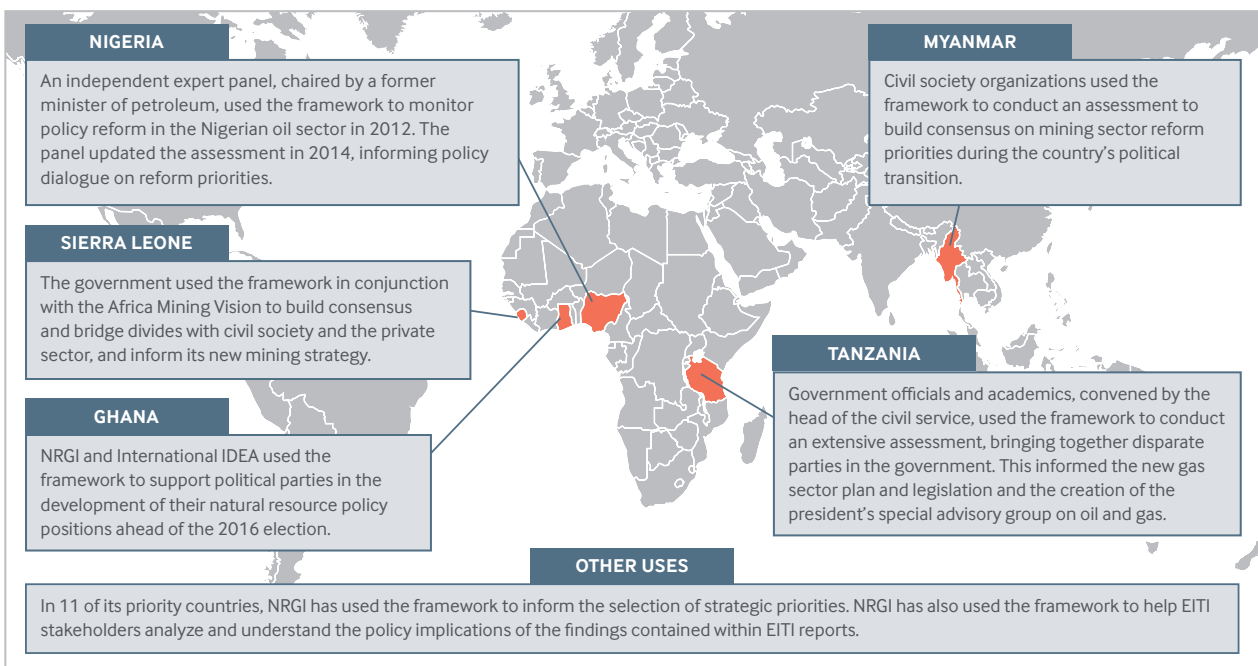 NIGERIA
An independent expert panel, chaired by a former
minister of petroleum, used the framework to monitor
policy reform in the Nigerian oil sector in 2012. The
panel updated the assessment in 2014, informing policy
dialogue on reform priorities.
MYANMAR
Civil society organizations used the
framework to conduct an assessment to
build consensus on mining sector reform
priorities during the country’s political
transition.
SIERRA LEONE
The government used the framework in conjunction
with the Africa Mining Vision to build consensus
and bridge divides with civil society and the private
sector, and inform its new mining strategy.
GHANA
NRGI and International IDEA used the
framework to support political parties in the
development of their natural resource policy
positions ahead of the 2016 election.
TANZANIA
Government officials and academics, convened by the
head of the civil service, used the framework to conduct
an extensive assessment, bringing together disparate
parties in the government. This informed the new gas
sector plan and legislation and the creation of the
president’s special advisory group on oil and gas.
OTHER USES
In 11 of its priority countries, NRGI has used the framework to inform the selection of strategic priorities. NRGI has also used the framework to help EITI
stakeholders analyze and understand the policy implications of the findings contained within EITI reports.